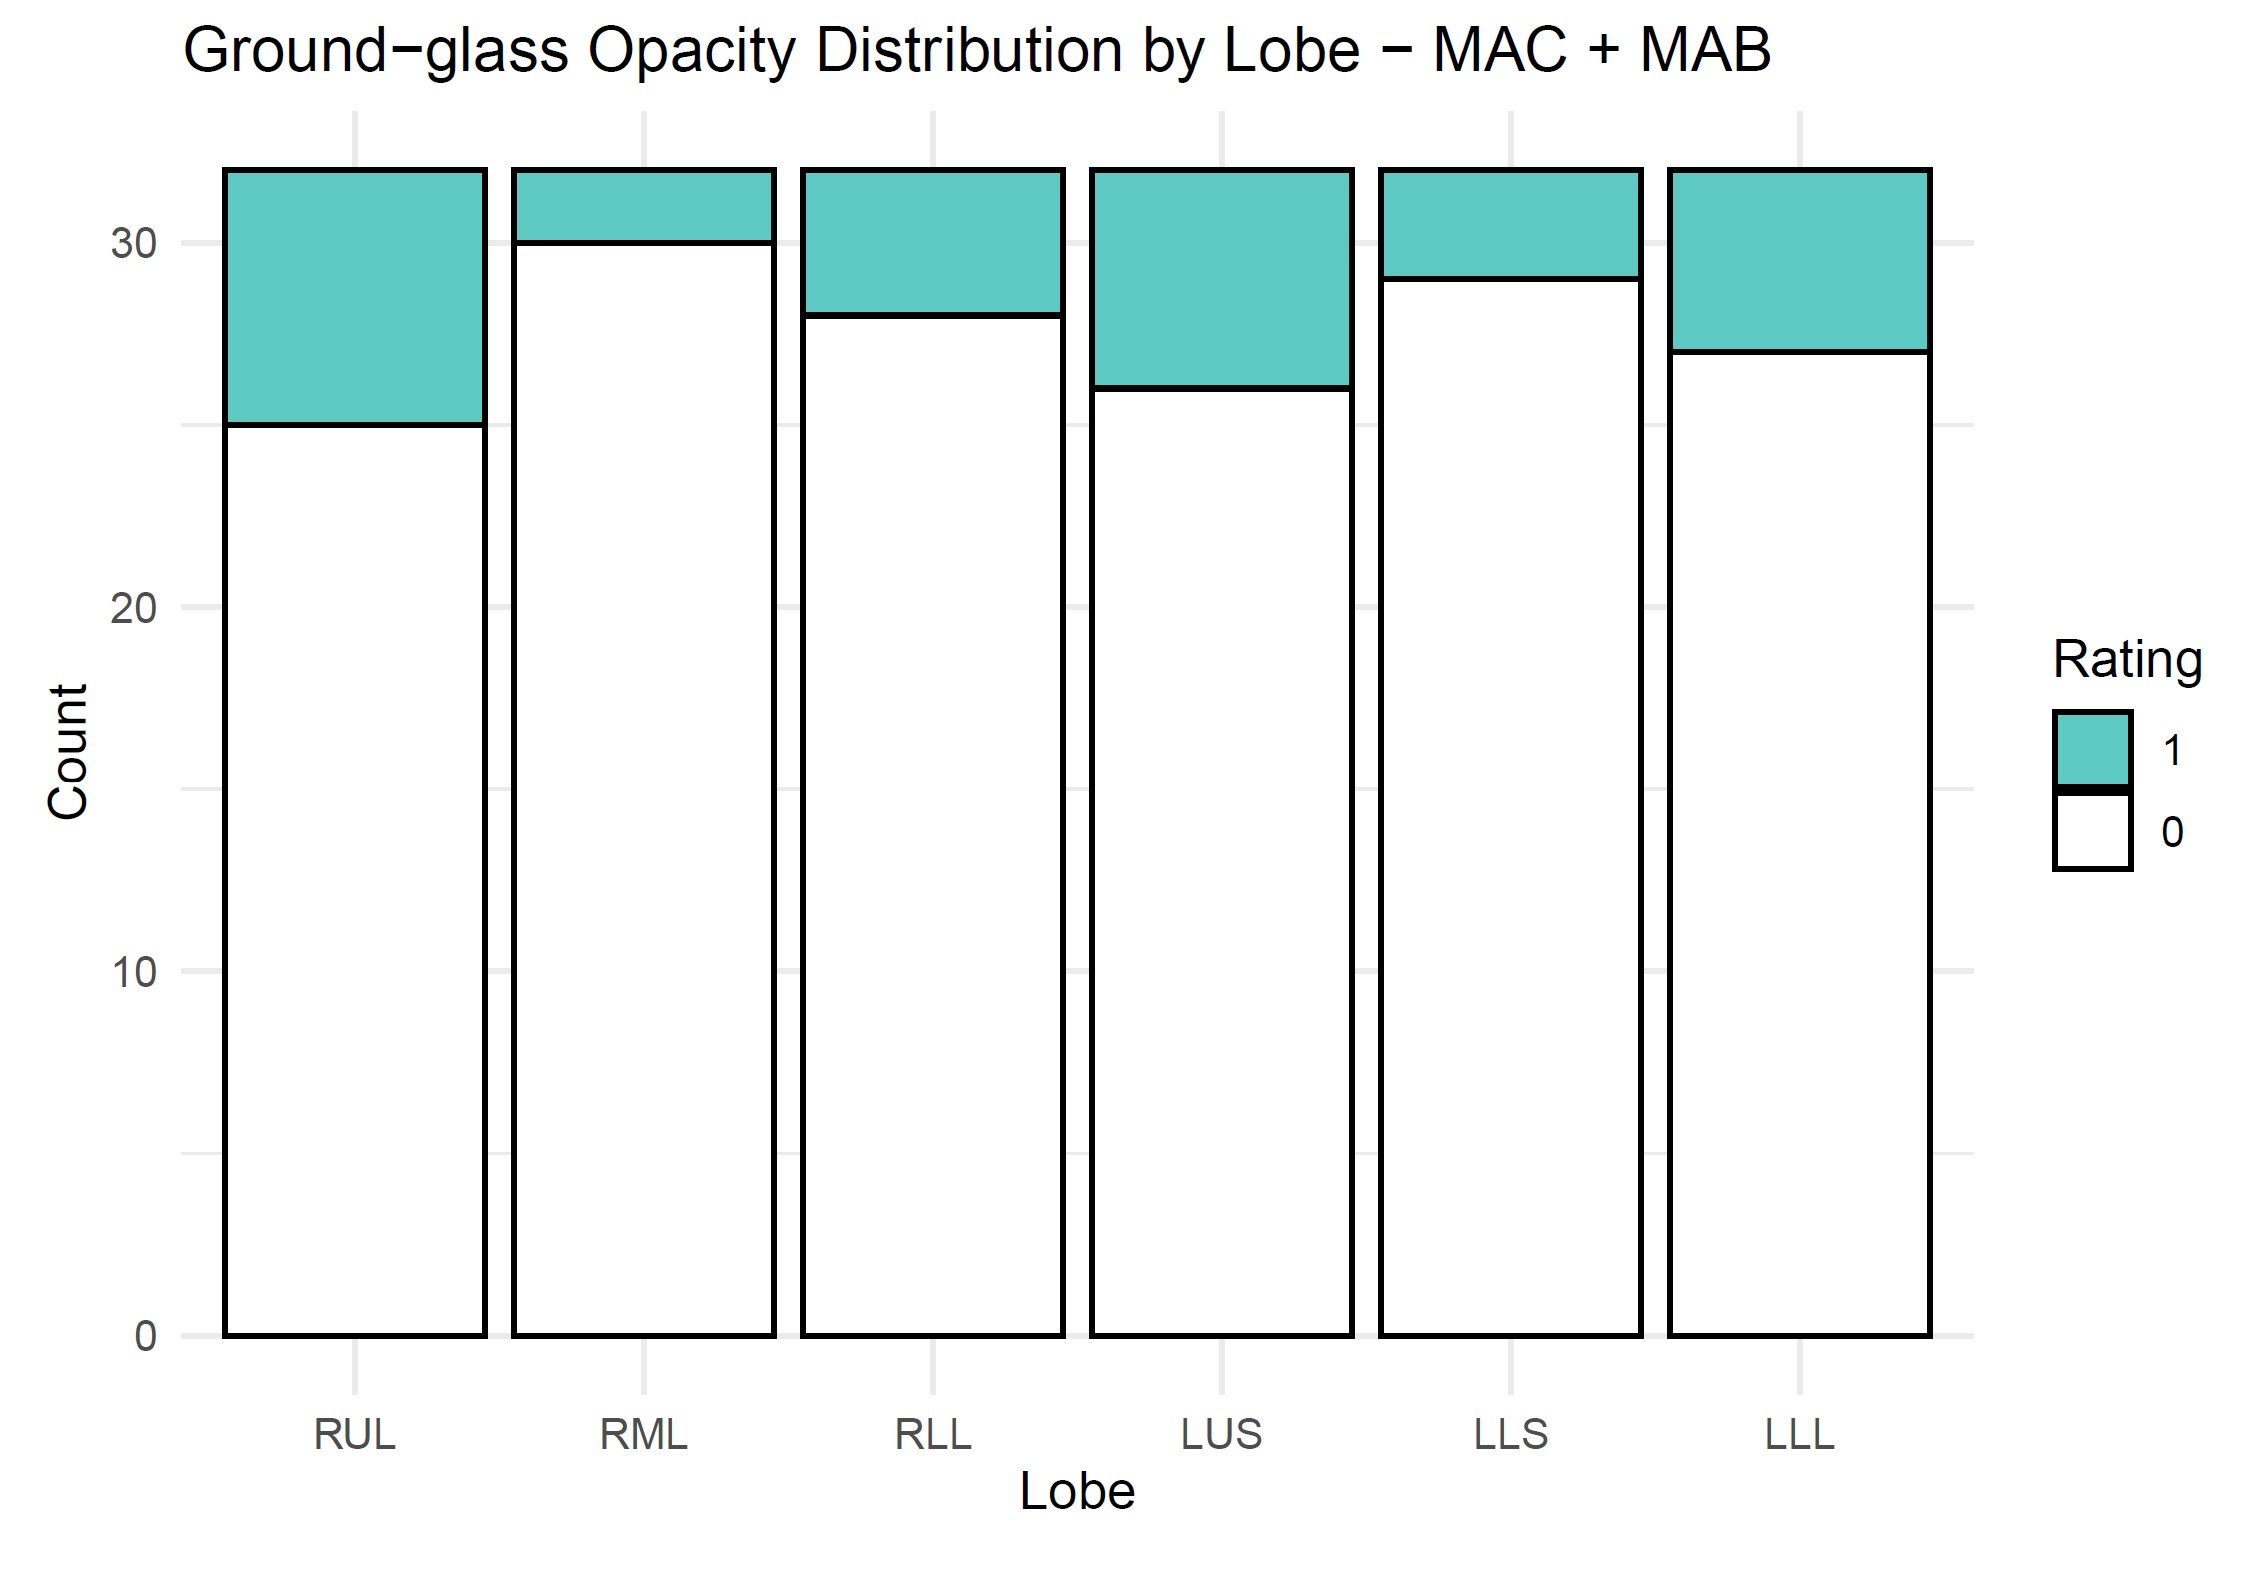 Ground−glass Opacity Distribution by Lobe − MAC + MAB
30
20
10
0
Count
RUL RML RLL LUS LLS LLL
Lobe
Rating
1
0